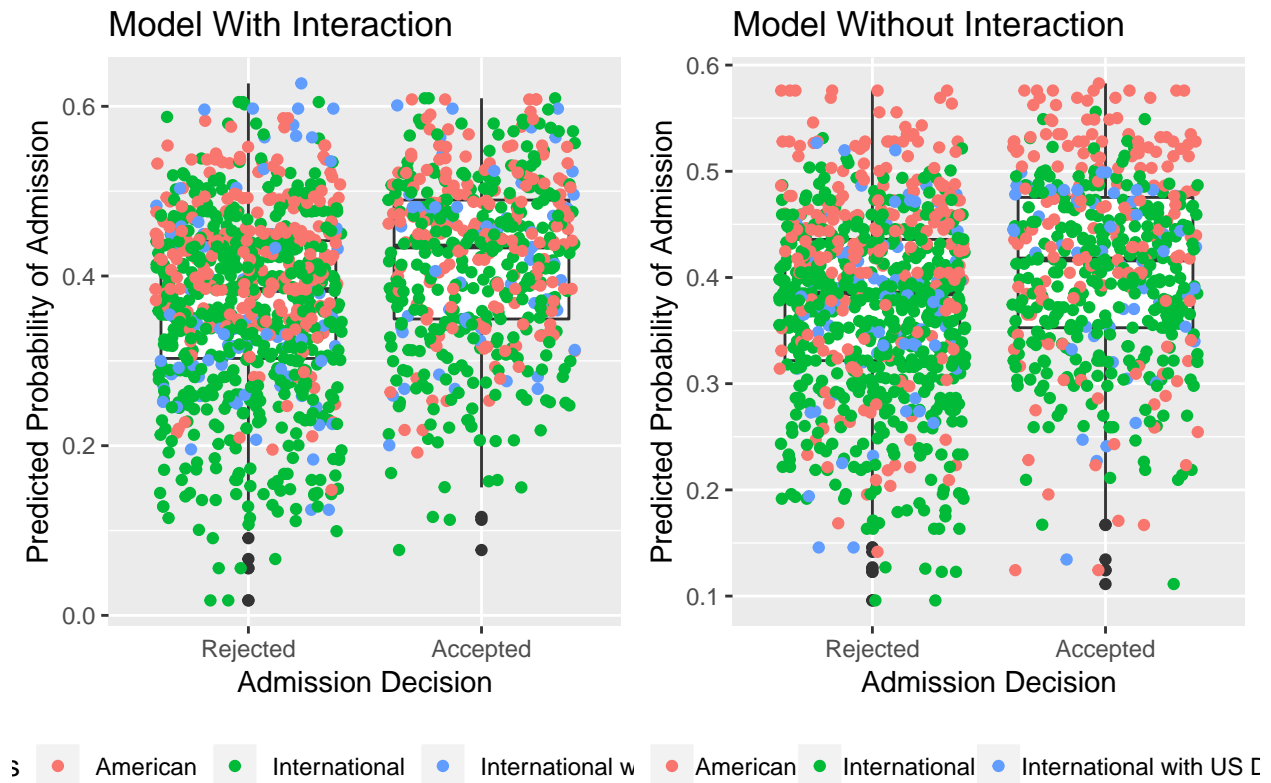 Model With Interaction
Model Without Interaction
Predicted Probability of Admission
0.6
0.4
0.2
0.0
Rejected
Accepted
Admission Decision
Predicted Probability of Admission
0.6
0.5
0.4
0.3
0.2
0.1
Rejected
Accepted
Admission Decision
s American International International w
American International International with US D